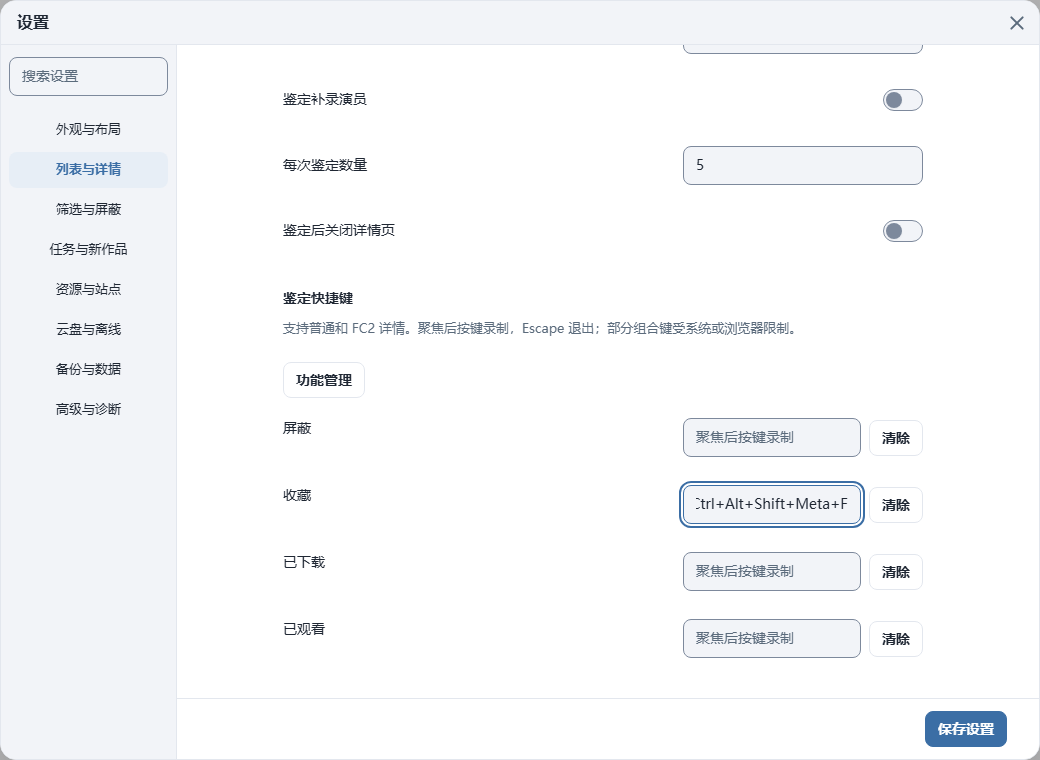 设置
搜索设置
外观与布局
列表与详情
筛选与屏蔽
任务与新作品
资源与站点
云盘与离线
备份与数据
高级与诊断
鉴定补录演员
每次鉴定数量
5
鉴定后关闭详情页
鉴定快捷键
支持普通和 FC2 详情。聚焦后按键录制，Escape 退出；部分组合键受系统或浏览器限制。
功能管理
屏蔽
聚焦后按键录制
清除
收藏
Ctrl+Alt+Shift+Meta+F
清除
已下载
聚焦后按键录制
清除
已观看
聚焦后按键录制
清除
保存设置